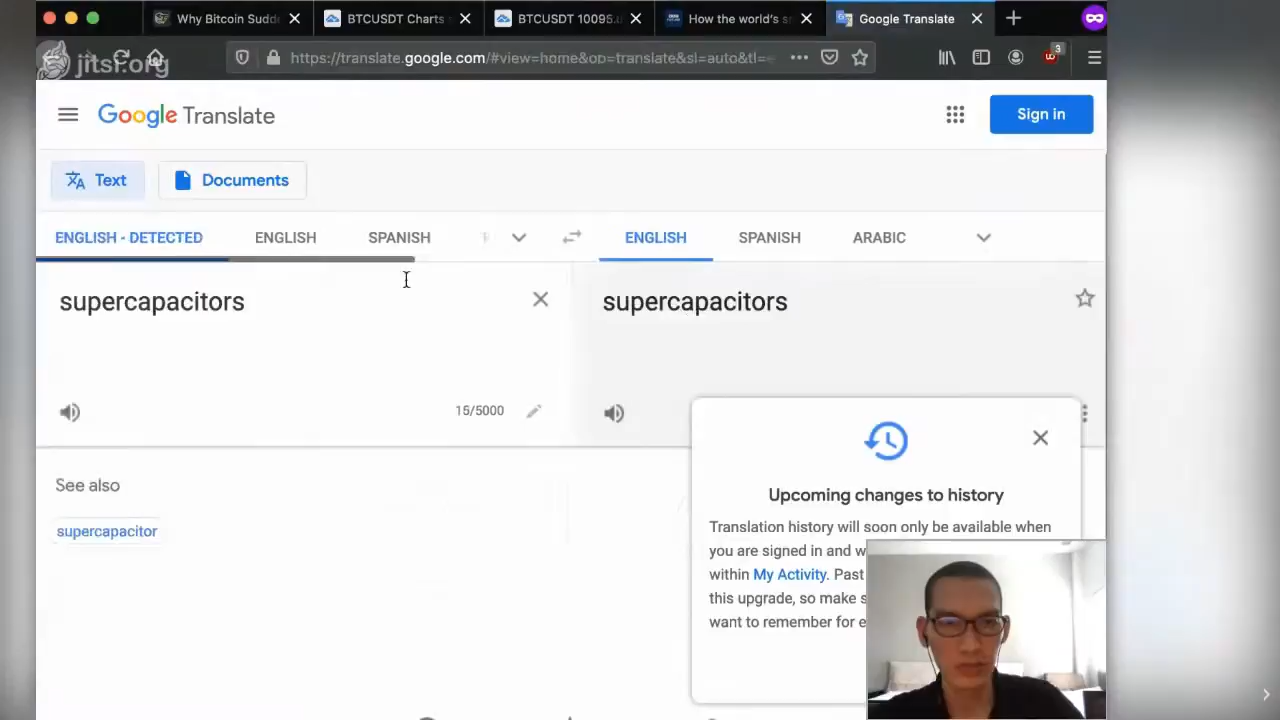 Why Bitcoin Sudd
BTCUSDT Charts
BTCUSDT 10095.
How the world's s
Google Translate
jitsi.org
https://translate.google.com/#view=home&op=translate&sl=auto&tl=e
3
Google Translate
Sign in
Text
Documents
ENGLISH - DETECTED
ENGLISH
SPANISH
ENGLISH
SPANISH
ARABIC
supercapacitors
supercapacitors
15/5000
See also
supercapacitor
Upcoming changes to history
Translation history will soon only be available when
you are signed in and w
within My Activity. Past
this upgrade, so make s
want to remember for e